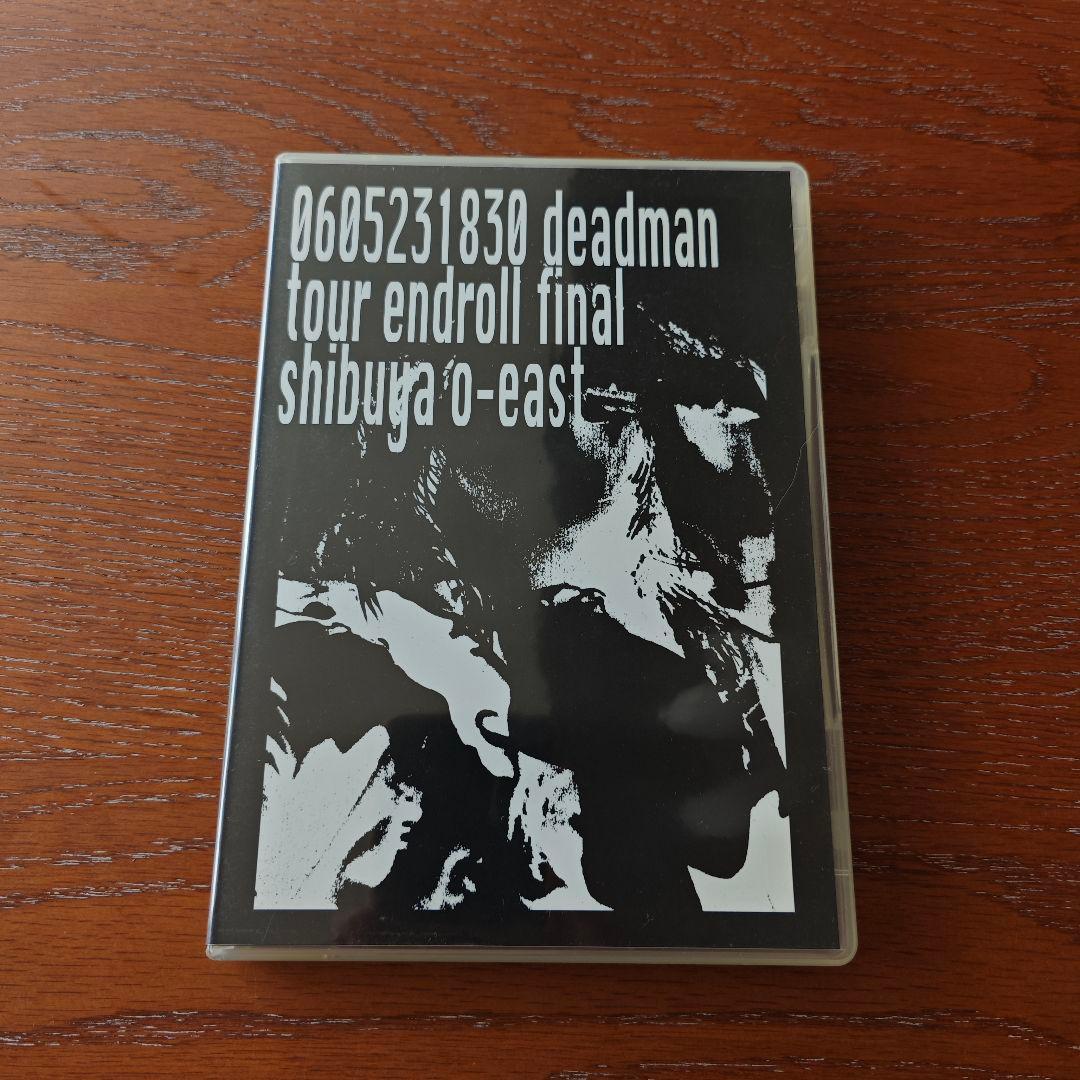 0605231830 deadman
tour endroll final
shibuya o-east